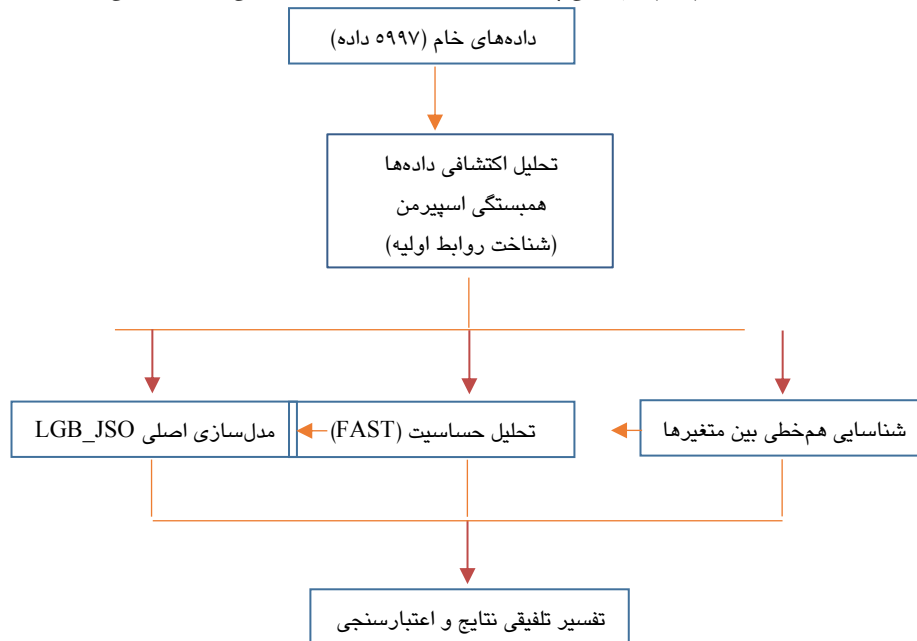 داده‌های خام (۵۹۹۷ داده)
تحلیل اکتشافی داده‌ها
همبستگی اسپیرمن
(شناخت روابط اولیه)
شناسایی هم‌خطی بین متغیرها
تحلیل حساسیت (FAST)
مدل‌سازی اصلی LGB_JSO
تفسیر تلفیقی نتایج و اعتبارسنجی